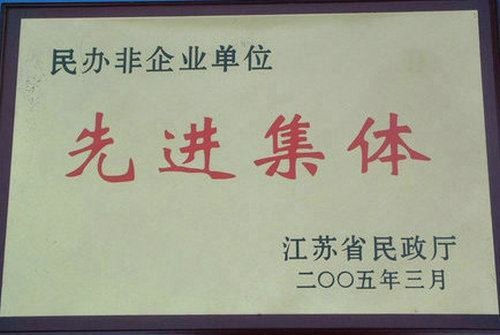 民办非企业单位
先进集体
江苏省民政厅
二〇〇五年三月